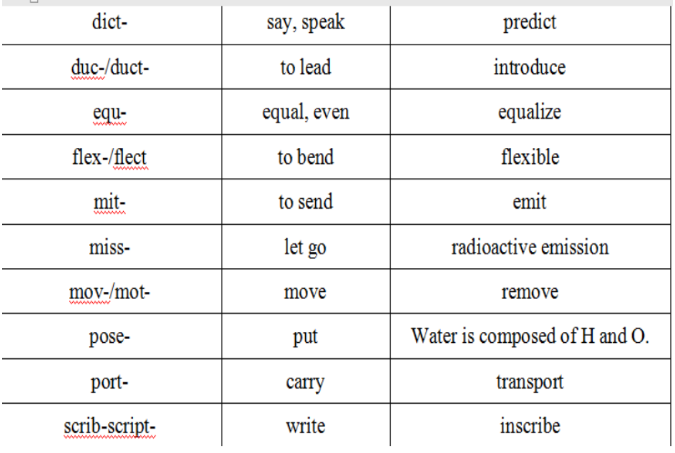 dict- say, speak predict
duc-/duct- to lead introduce
equ- equal, even equalize
flex-/flect to bend flexible
mit- to send emit
miss- let go radioactive emission
mov-/mot- move remove
pose- put Water is composed of H and O.
port- carry transport
scrib-script- write inscribe